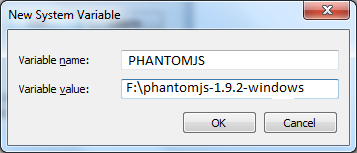 New System Variable
Variable name: PHANTOMJS
Variable value: F:\phantomjs-1.9.2-windows
OK Cancel